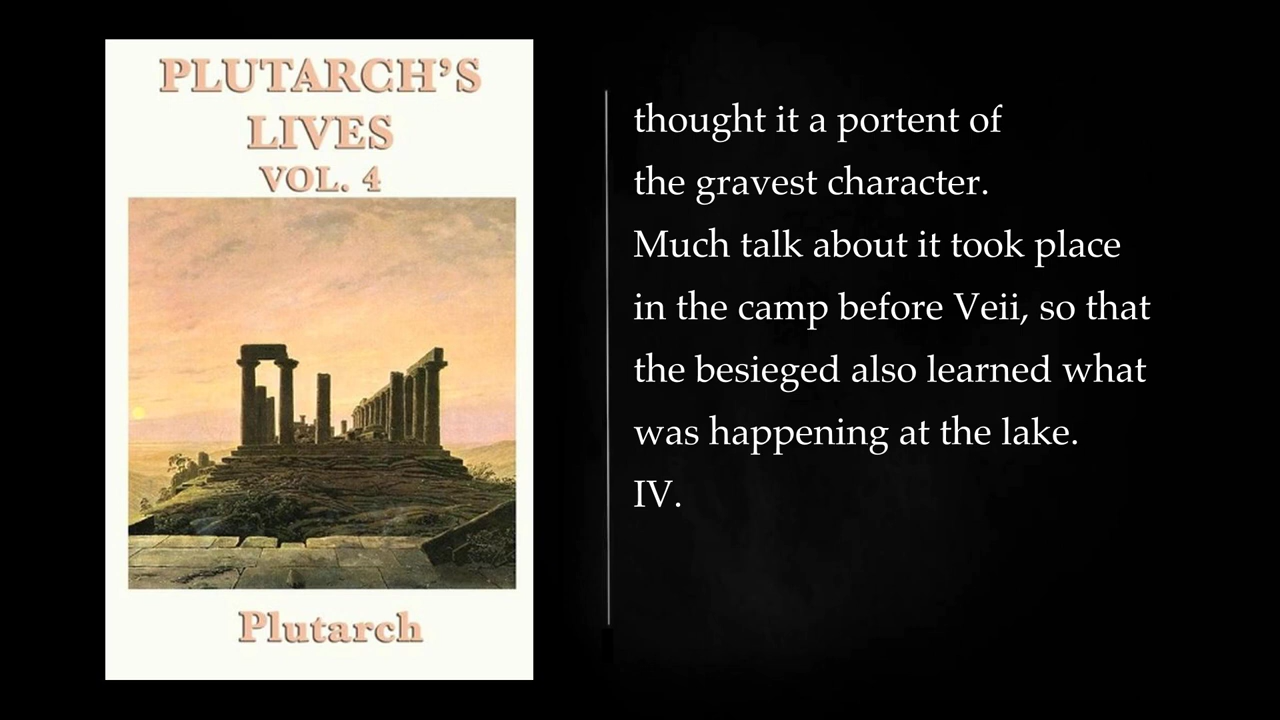 PLUTARCH'S
LIVES
VOL. 4
Plutarch
thought it a portent of
the gravest character.
Much talk about it took place
in the camp before Veii, so that
the besieged also learned what
was happening at the lake.
IV.